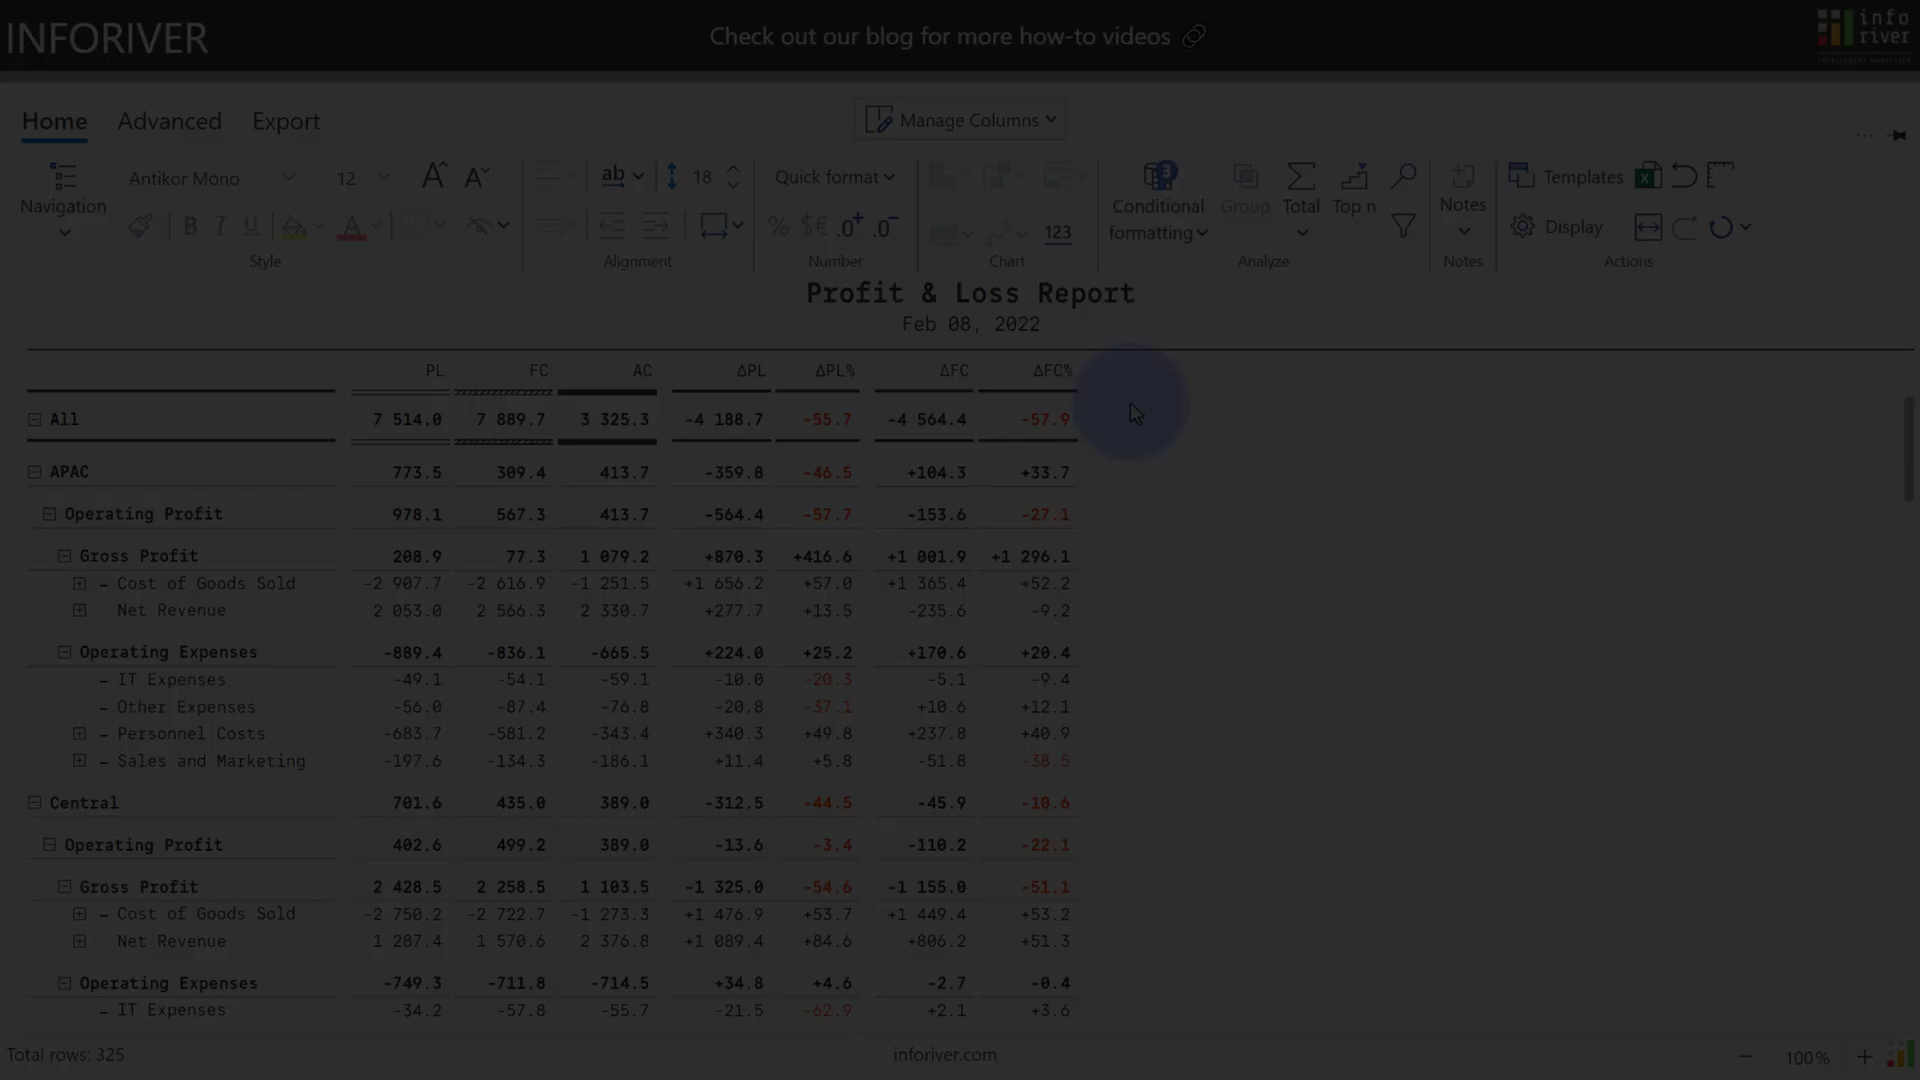 INFORIVER
Check out our blog for more how-to videos
info
river
Home Advanced Export
Manage Columns
Navigation
Antikor Mono 12 A A
ab 18
Quick format
Conditional formatting
Group
Total
Top n
Notes
Templates
B I U A
% $€ .0+ .0-
123
Display
Style Alignment Number Chart Analyze Notes Actions
Profit & Loss Report
Feb 08, 2022
PL FC AC ΔPL ΔPL% ΔFC ΔFC%
All 7 514.0 7 889.7 3 325.3 -4 188.7 -55.7 -4 564.4 -57.9
APAC 773.5 309.4 413.7 -359.8 -46.5 +104.3 +33.7
Operating Profit 978.1 567.3 413.7 -564.4 -57.7 -153.6 -27.1
Gross Profit 208.9 77.3 1 079.2 +870.3 +416.6 +1 001.9 +1 296.1
– Cost of Goods Sold -2 907.7 -2 616.9 -1 251.5 +1 656.2 +57.0 +1 365.4 +52.2
Net Revenue 2 053.0 2 566.3 2 330.7 +277.7 +13.5 -235.6 -9.2
Operating Expenses -889.4 -836.1 -665.5 +224.0 +25.2 +170.6 +20.4
– IT Expenses -49.1 -54.1 -59.1 -10.0 -20.3 -5.1 -9.4
– Other Expenses -56.0 -87.4 -76.8 -20.8 -37.1 +10.6 +12.1
– Personnel Costs -683.7 -581.2 -343.4 +340.3 +49.8 +237.8 +40.9
– Sales and Marketing -197.6 -134.3 -186.1 +11.4 +5.8 -51.8 -38.5
Central 701.6 435.0 389.0 -312.5 -44.5 -45.9 -10.6
Operating Profit 402.6 499.2 389.0 -13.6 -3.4 -110.2 -22.1
Gross Profit 2 428.5 2 258.5 1 103.5 -1 325.0 -54.6 -1 155.0 -51.1
– Cost of Goods Sold -2 750.2 -2 722.7 -1 273.3 +1 476.9 +53.7 +1 449.4 +53.2
Net Revenue 1 287.4 1 570.6 2 376.8 +1 089.4 +84.6 +806.2 +51.3
Operating Expenses -749.3 -711.8 -714.5 +34.8 +4.6 -2.7 -0.4
– IT Expenses -34.2 -57.8 -55.7 -21.5 -62.9 +2.1 +3.6
Total rows: 325 inforiver.com 100%